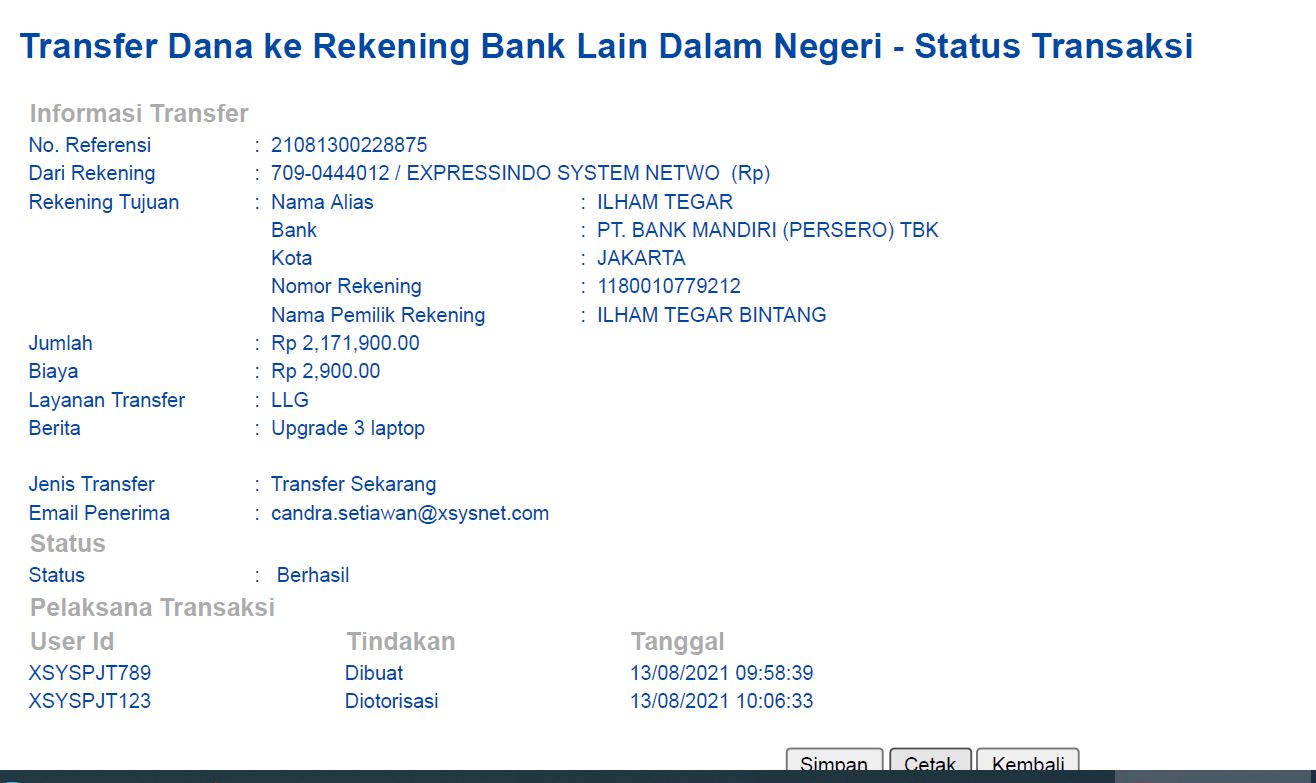 Transfer Dana ke Rekening Bank Lain Dalam Negeri - Status Transaksi
Informasi Transfer
No. Referensi : 21081300228875
Dari Rekening : 709-0444012 / EXPRESSINDO SYSTEM NETWO (Rp)
Rekening Tujuan : Nama Alias : ILHAM TEGAR
Bank : PT. BANK MANDIRI (PERSERO) TBK
Kota : JAKARTA
Nomor Rekening : 1180010779212
Nama Pemilik Rekening : ILHAM TEGAR BINTANG
Jumlah : Rp 2,171,900.00
Biaya : Rp 2,900.00
Layanan Transfer : LLG
Berita : Upgrade 3 laptop
Jenis Transfer : Transfer Sekarang
Email Penerima : candra.setiawan@xsysnet.com
Status
Status : Berhasil
Pelaksana Transaksi
User Id Tindakan Tanggal
XSYSPJT789 Dibuat 13/08/2021 09:58:39
XSYSPJT123 Diotorisasi 13/08/2021 10:06:33
Simpan Cetak Kembali